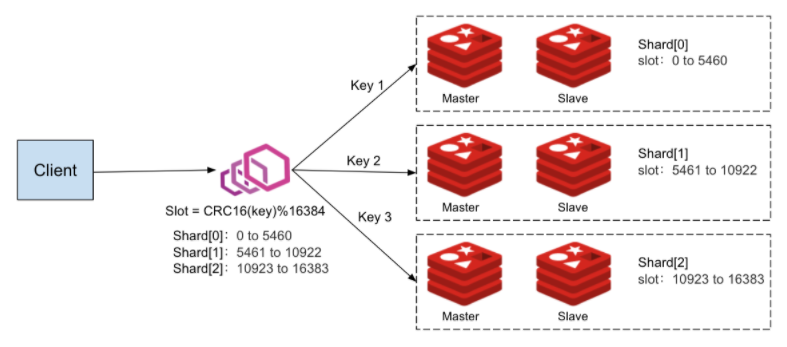 Client
Slot = CRC16(key)%16384
Shard[0]：0 to 5460
Shard[1]：5461 to 10922
Shard[2]：10923 to 16383
Key 1
Key 2
Key 3
Master
Slave
Shard[0]
slot：0 to 5460
Master
Slave
Shard[1]
slot：5461 to 10922
Master
Slave
Shard[2]
slot：10923 to 16383